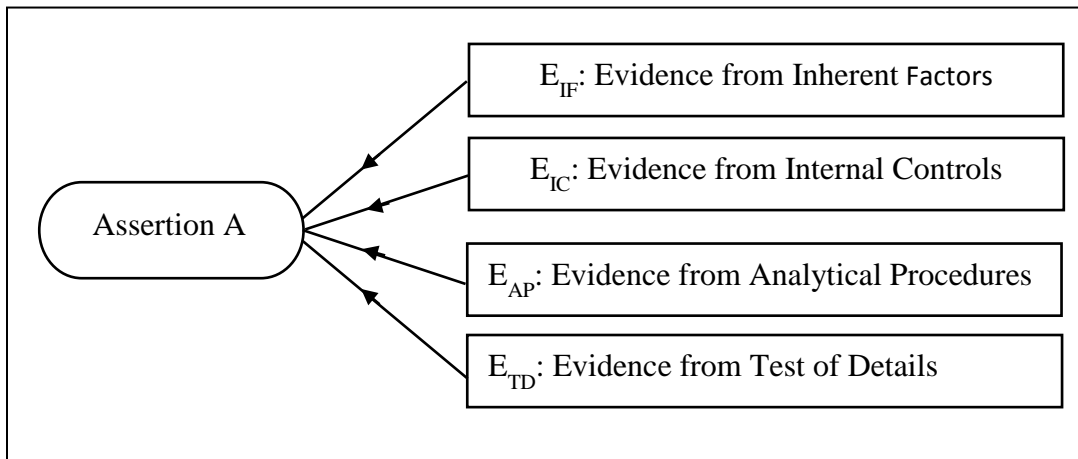 E_IF: Evidence from Inherent Factors
E_IC: Evidence from Internal Controls
Assertion A
E_AP: Evidence from Analytical Procedures
E_TD: Evidence from Test of Details